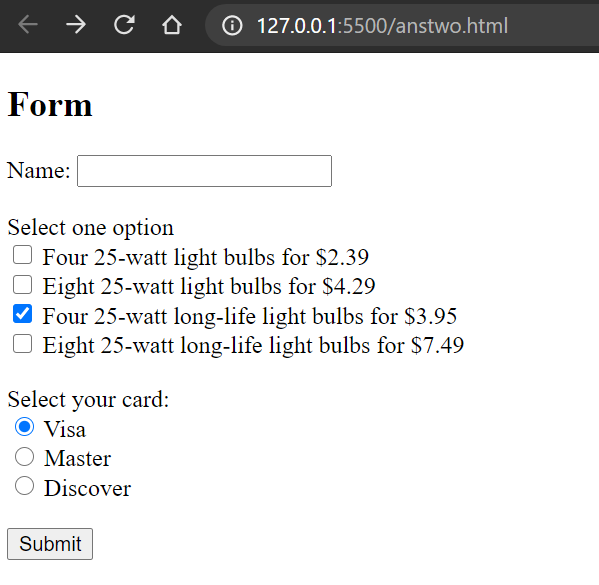 127.0.0.1:5500/anstwo.html
Form
Name:
Select one option
Four 25-watt light bulbs for $2.39
Eight 25-watt light bulbs for $4.29
Four 25-watt long-life light bulbs for $3.95
Eight 25-watt long-life light bulbs for $7.49
Select your card:
Visa
Master
Discover
Submit